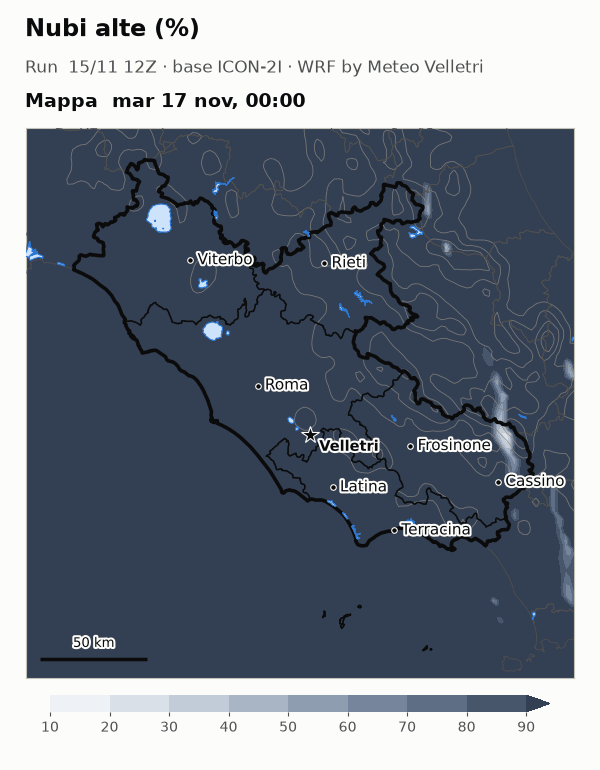 Nubi alte (%)
Run 15/11 12Z · base ICON-2I · WRF by Meteo Velletri
Mappa mar 17 nov, 00:00
Viterbo
Rieti
Roma
Velletri
Frosinone
Cassino
Latina
Terracina
50 km
10 20 30 40 50 60 70 80 90